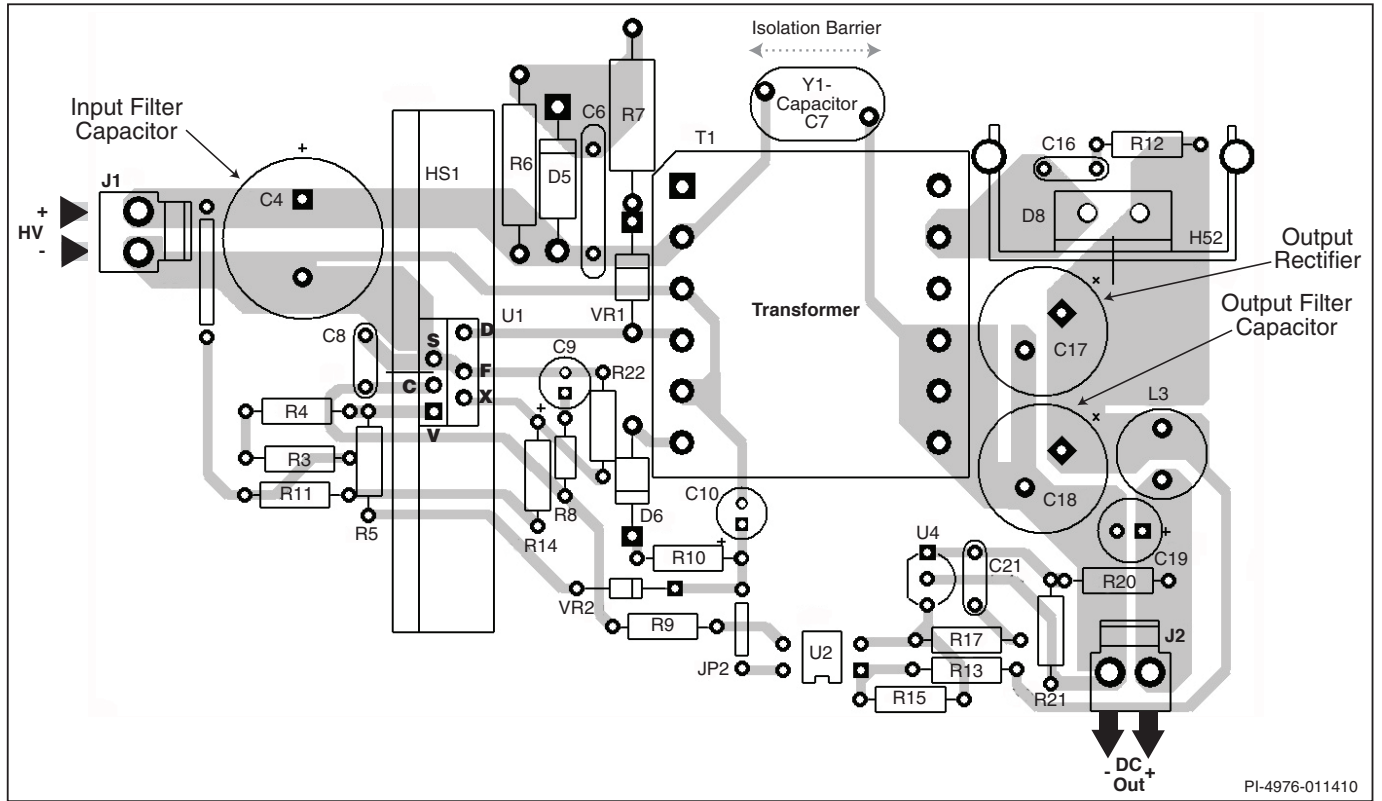 Isolation Barrier
Y1-
Capacitor
C7
Input Filter
Capacitor
+
J1
C4
+
HV
-
HS1
R6
D5
C6
R7
T1
C16
R12
D8
H52
Output
Rectifier
Output Filter
Capacitor
Transformer
x
C17
U1
VR1
C8
S
D
F
C
X
V
C9
+
R22
R4
R3
R11
R5
R14
R8
D6
C10
+
R10
x
C18
L3
+
C19
U4
C21
R20
VR2
R9
JP2
U2
R17
R13
R15
R21
J2
- DC +
Out
PI-4976-011410